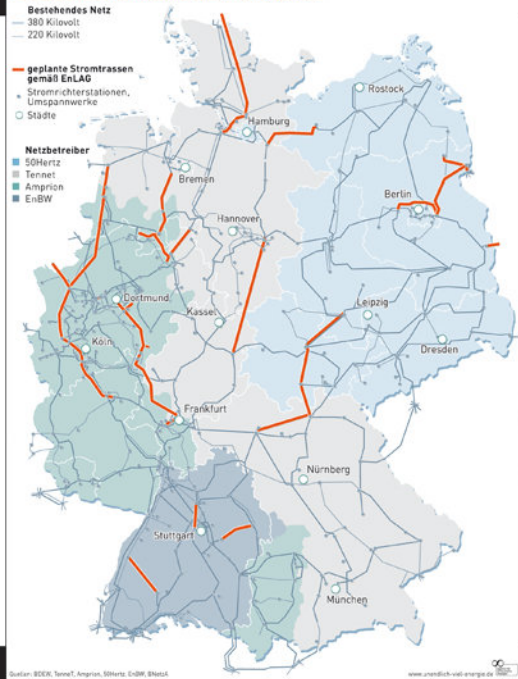 Bestehendes Netz
380 Kilovolt
220 Kilovolt
geplante Stromtrassen
gemäß EnLAG
Stromrichterstationen,
Umspannwerke
Städte
Netzbetreiber
50Hertz
Tennet
Amprion
EnBW
Rostock
Hamburg
Bremen
Berlin
Hannover
Dortmund
Kassel
Leipzig
Köln
Dresden
Frankfurt
Nürnberg
Stuttgart
München
Quellen: BDEW, TenneT, Amprion, 50Hertz, EnBW, BNetzA
www.unendlich-viel-energie.de